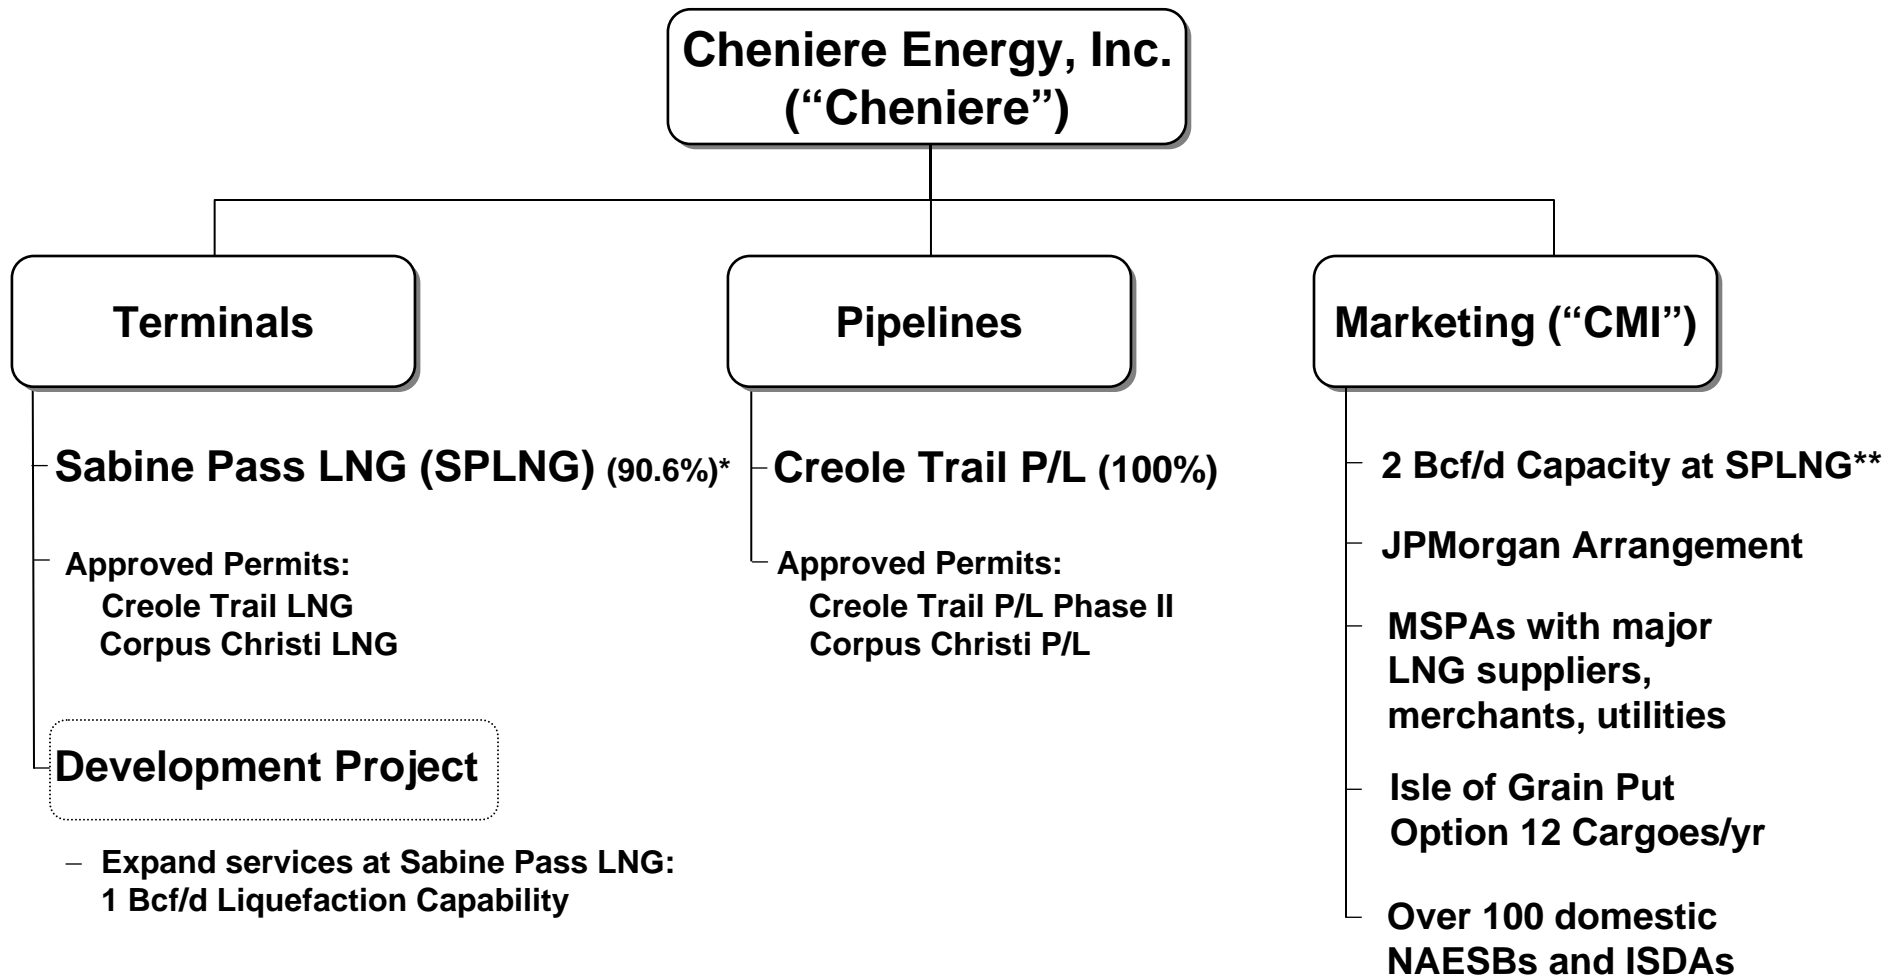 Cheniere Energy, Inc.
(“Cheniere”)
Terminals
Sabine Pass LNG (SPLNG) (90.6%)*
Approved Permits:
Creole Trail LNG
Corpus Christi LNG
Development Project
– Expand services at Sabine Pass LNG:
1 Bcf/d Liquefaction Capability
Pipelines
Creole Trail P/L (100%)
Approved Permits:
Creole Trail P/L Phase II
Corpus Christi P/L
Marketing (“CMI”)
2 Bcf/d Capacity at SPLNG**
JPMorgan Arrangement
MSPAs with major
LNG suppliers,
merchants, utilities
Isle of Grain Put
Option 12 Cargoes/yr
Over 100 domestic
NAESBs and ISDAs